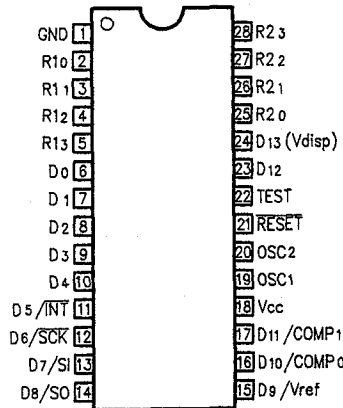 GND 1 28 R2₃
R1₀ 2 27 R2₂
R1₁ 3 26 R2₁
R1₂ 4 25 R2₀
R1₃ 5 24 D₁₃ (Vdisp)
D₀ 6 23 D₁₂
D₁ 7 22 TEST
D₂ 8 21 RESET
D₃ 9 20 OSC2
D₄ 10 19 OSC1
D₅/INT 11 18 Vcc
D₆/SCK 12 17 D₁₁/COMP1
D₇/SI 13 16 D₁₀/COMP0
D₈/SO 14 15 D₉/Vref